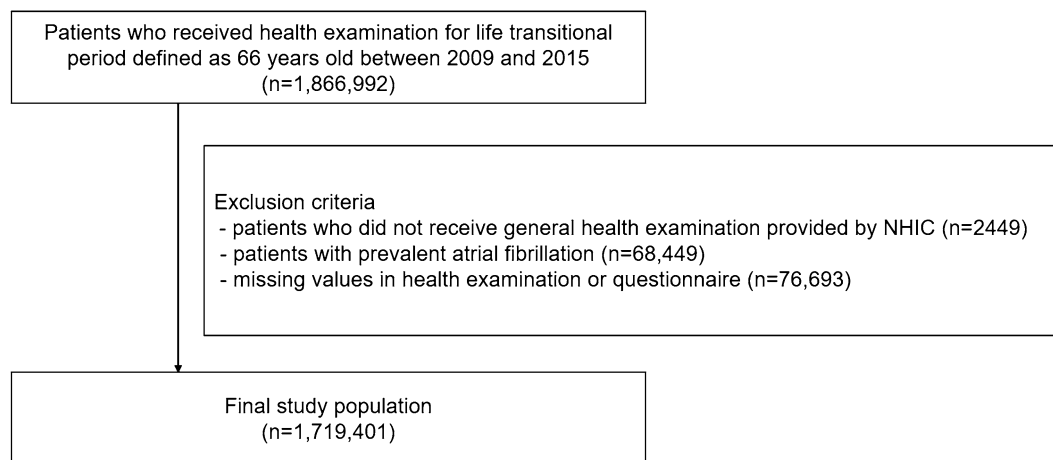 Patients who received health examination for life transitional
period defined as 66 years old between 2009 and 2015
(n=1,866,992)
Exclusion criteria
- patients who did not receive general health examination provided by NHIC (n=2449)
- patients with prevalent atrial fibrillation (n=68,449)
- missing values in health examination or questionnaire (n=76,693)
Final study population
(n=1,719,401)